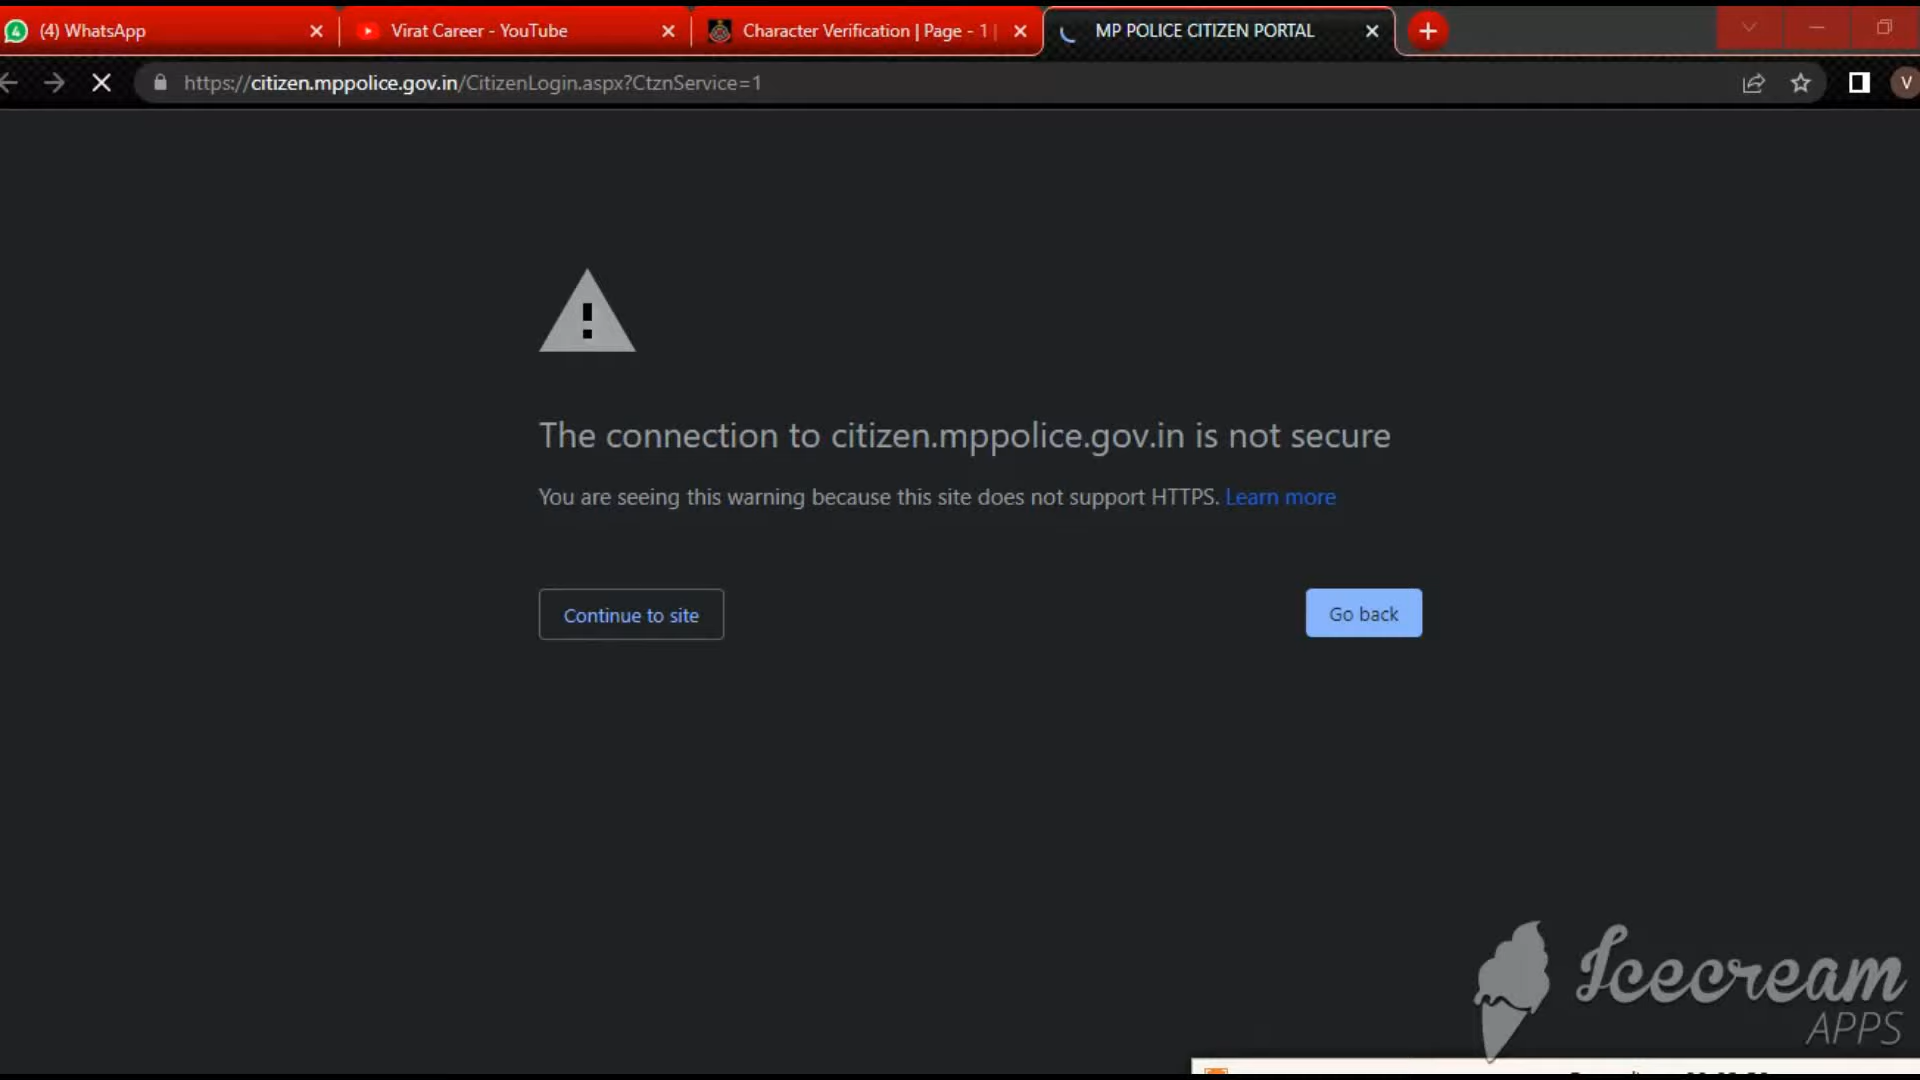 4 (4) WhatsApp
Virat Career - YouTube
Character Verification | Page - 1 |
MP POLICE CITIZEN PORTAL
https://citizen.mppolice.gov.in/CitizenLogin.aspx?CtznService=1
V
The connection to citizen.mppolice.gov.in is not secure
You are seeing this warning because this site does not support HTTPS. Learn more
Continue to site
Go back
Icecream
APPS